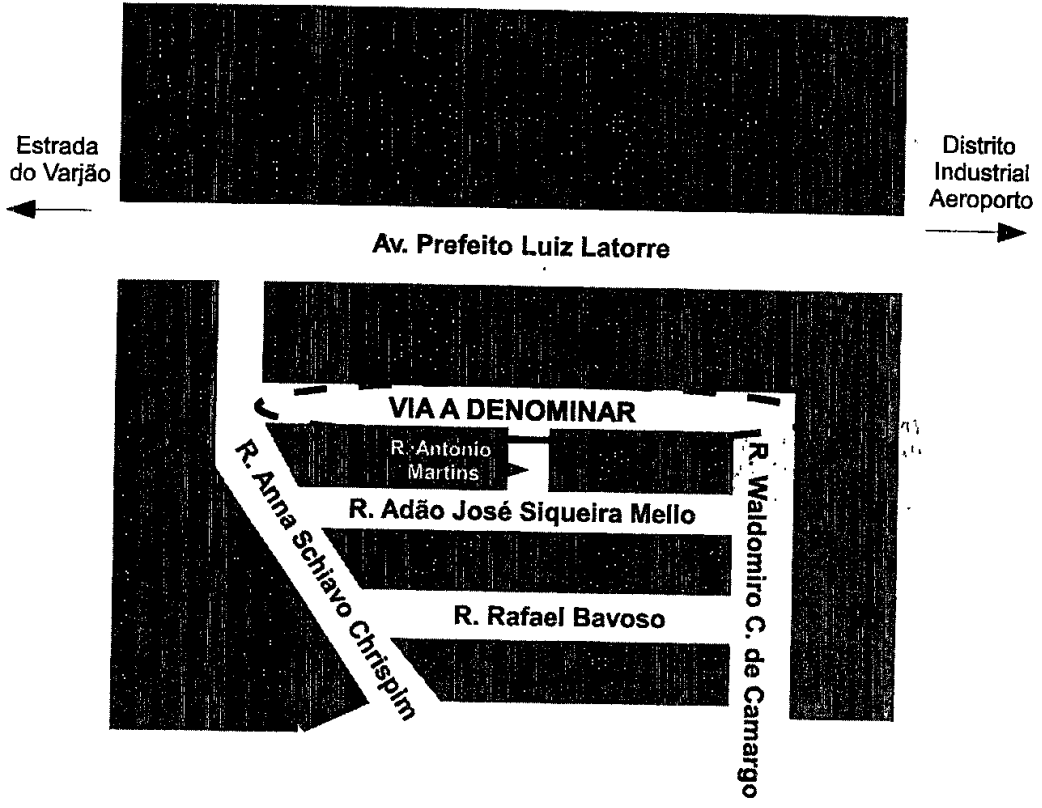 Estrada
do Varjão
Distrito
Industrial
Aeroporto
Av. Prefeito Luiz Latorre
VIA A DENOMINAR
R. Antonio
Martins
R. Adão José Siqueira Mello
R. Anna Schiavo Chrispim
R. Waldomiro C. de Camargo
R. Rafael Bavoso